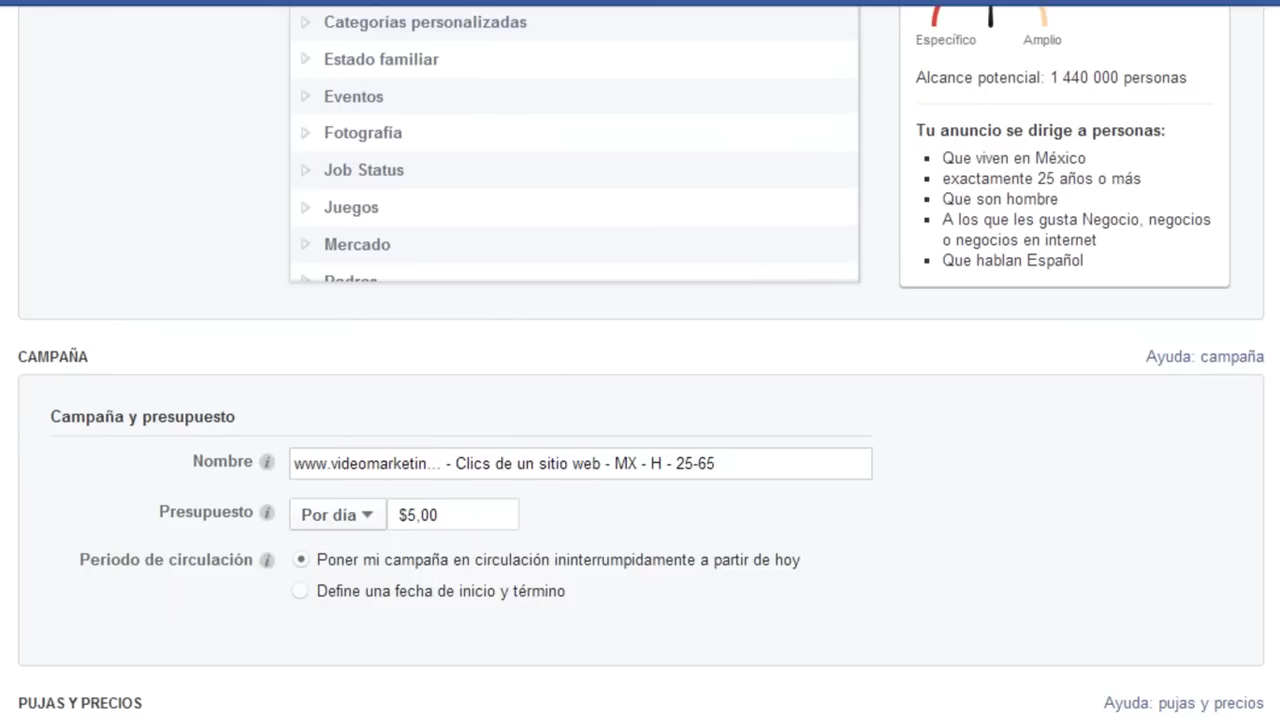 Categorías personalizadas
Estado familiar
Eventos
Fotografía
Job Status
Juegos
Mercado
Padres
Específico
Amplio
Alcance potencial: 1 440 000 personas
Tu anuncio se dirige a personas:
Que viven en México
exactamente 25 años o más
Que son hombre
A los que les gusta Negocio, negocios
o negocios en internet
Que hablan Español
CAMPAÑA
Ayuda: campaña
Campaña y presupuesto
Nombre
www.videomarketin... - Clics de un sitio web - MX - H - 25-65
Presupuesto
Por día
$5,00
Periodo de circulación
Poner mi campaña en circulación ininterrumpidamente a partir de hoy
Define una fecha de inicio y término
PUJAS Y PRECIOS
Ayuda: pujas y precios